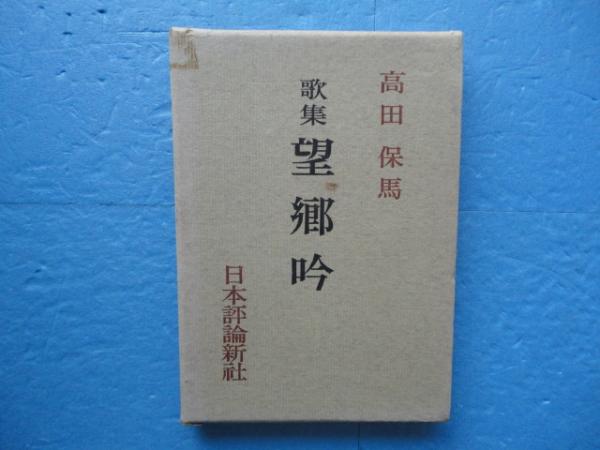 高田保馬
歌集 望郷吟
日本評論新社